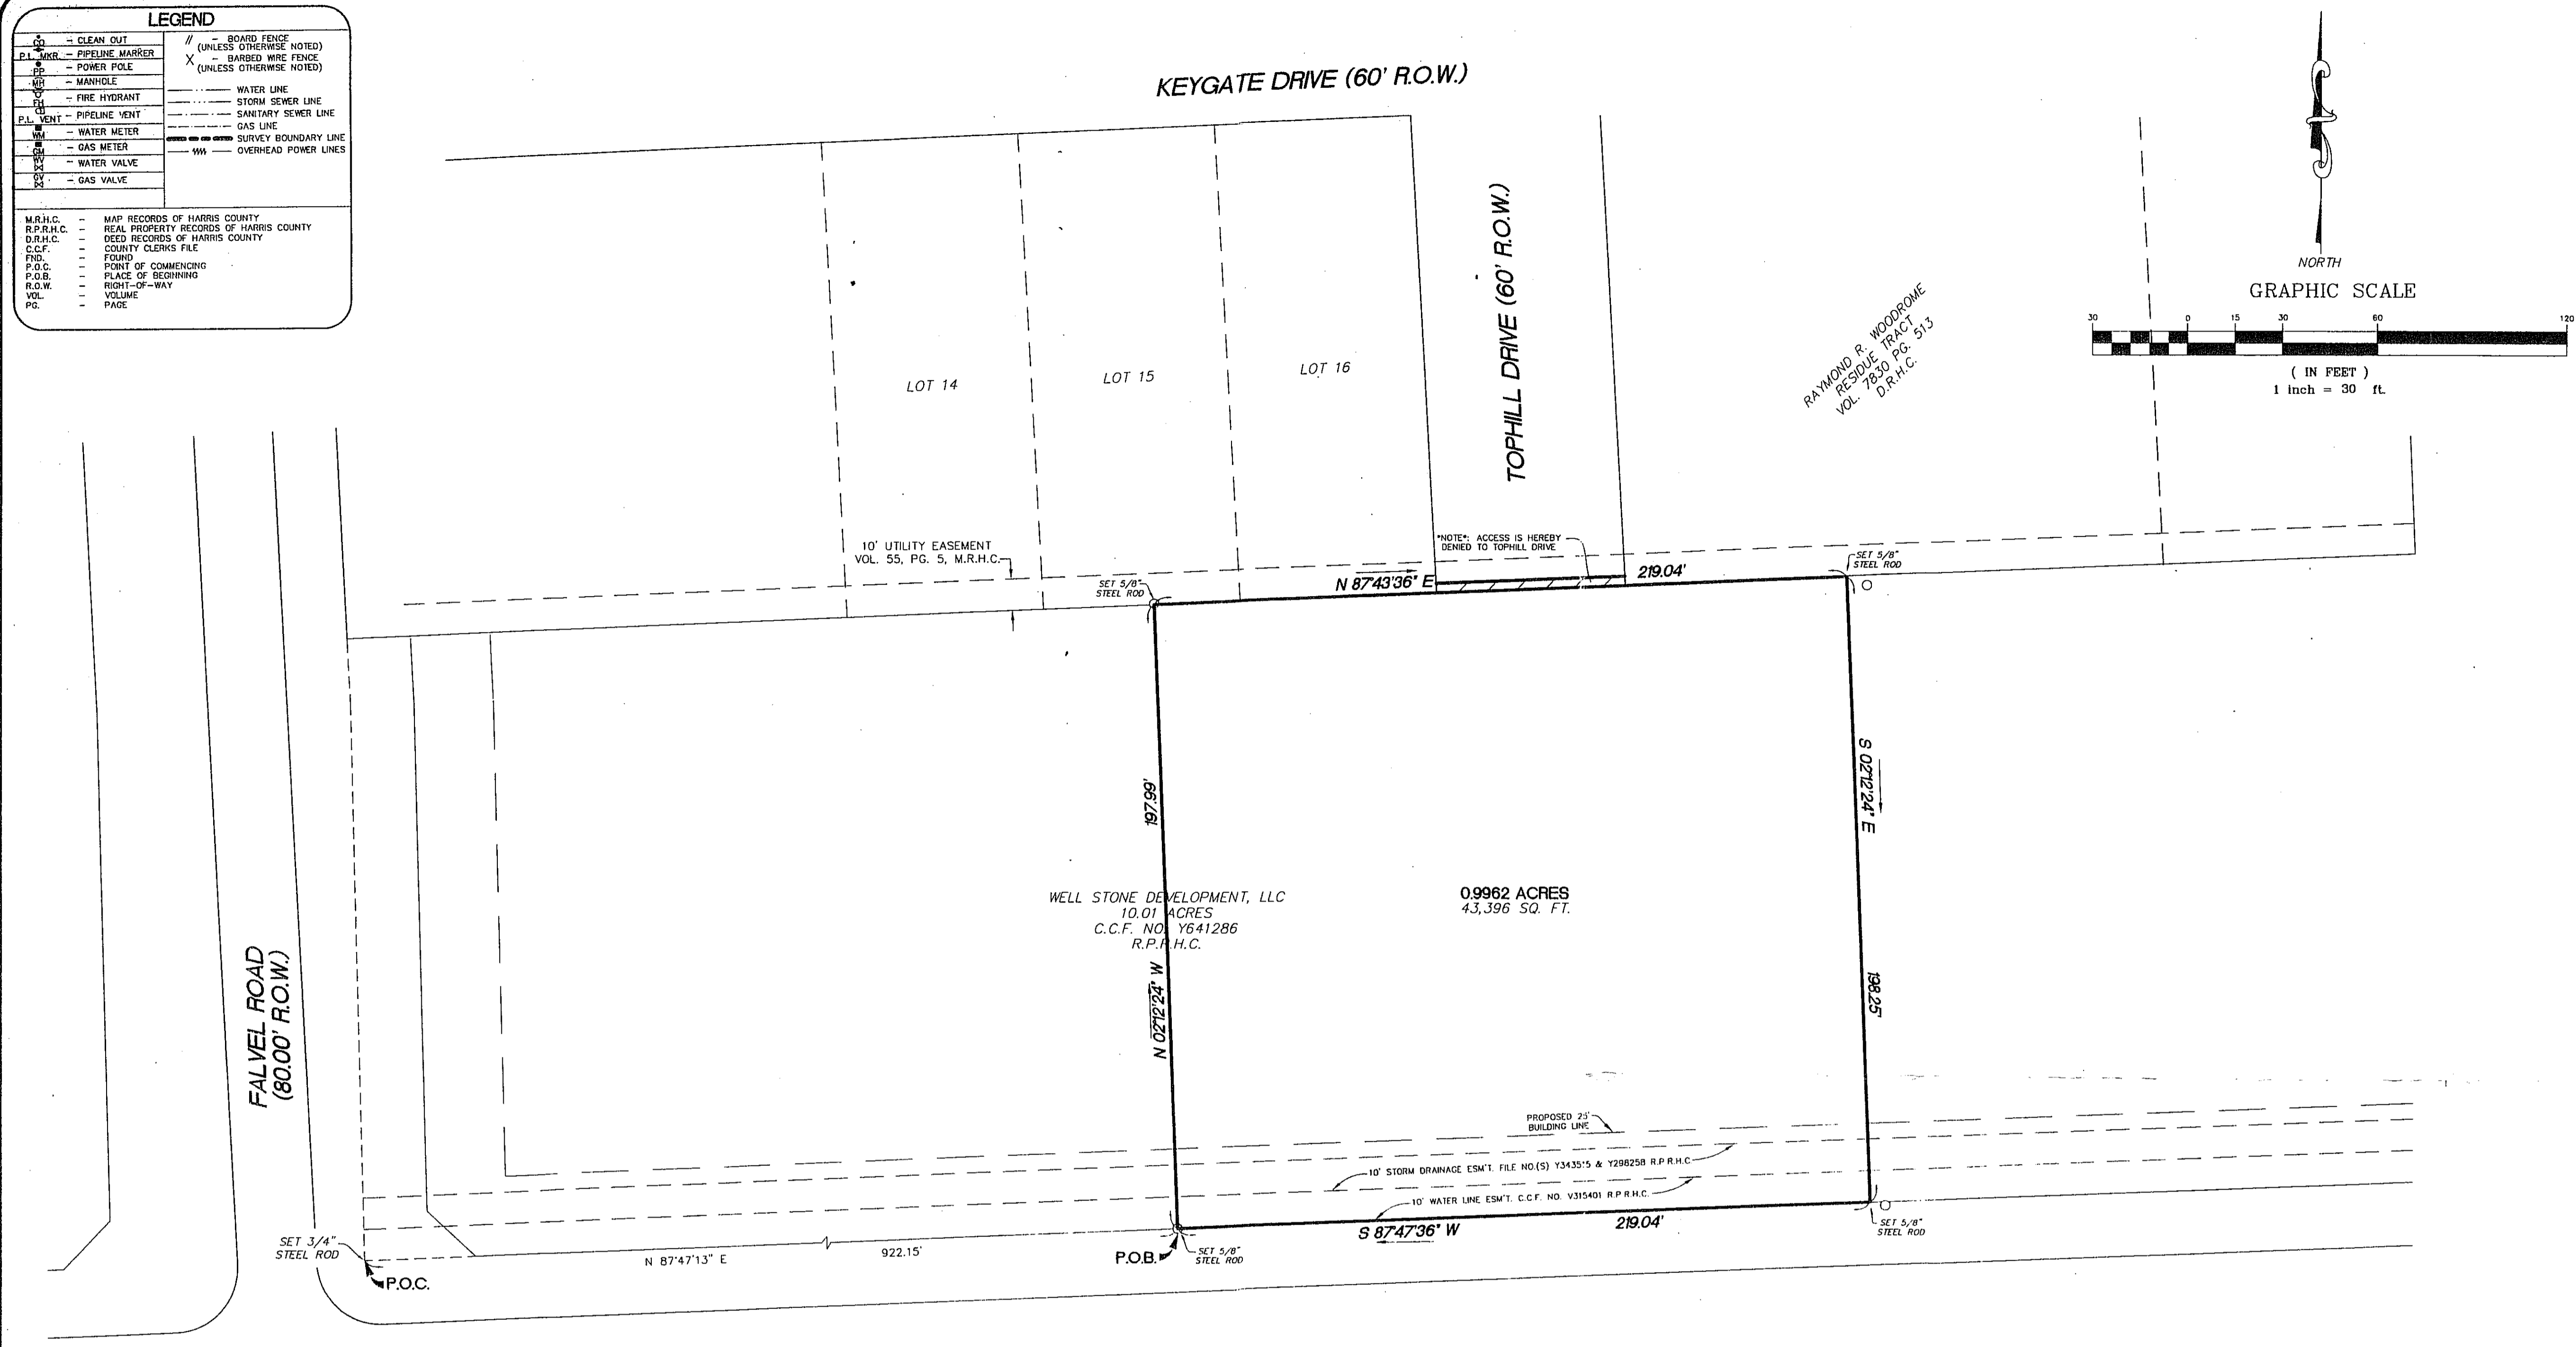 LEGEND
CO - CLEAN OUT
P.L. MKR. - PIPELINE MARKER
PP - POWER POLE
MH - MANHOLE
FH - FIRE HYDRANT
P.L. VENT - PIPELINE VENT
WM - WATER METER
GM - GAS METER
WV - WATER VALVE
GV - GAS VALVE
// - BOARD FENCE
(UNLESS OTHERWISE NOTED)
X - BARBED WIRE FENCE
(UNLESS OTHERWISE NOTED)
WATER LINE
STORM SEWER LINE
SANITARY SEWER LINE
GAS LINE
SURVEY BOUNDARY LINE
OVERHEAD POWER LINES
M.R.H.C. - MAP RECORDS OF HARRIS COUNTY
R.P.R.H.C. - REAL PROPERTY RECORDS OF HARRIS COUNTY
D.R.H.C. - DEED RECORDS OF HARRIS COUNTY
C.C.F. - COUNTY CLERKS FILE
FND. - FOUND
P.O.C. - POINT OF COMMENCING
P.O.B. - PLACE OF BEGINNING
R.O.W. - RIGHT-OF-WAY
VOL. - VOLUME
PG. - PAGE
KEYGATE DRIVE (60' R.O.W.)
NORTH
GRAPHIC SCALE
30 0 15 30 60 120
( IN FEET )
1 inch = 30 ft.
TOPHILL DRIVE (60' R.O.W.)
RAYMOND R. WOODROME
RESIDUE TRACT
VOL. 7830 PG. 513
D.R.H.C.
LOT 14
LOT 15
LOT 16
10' UTILITY EASEMENT
VOL. 55, PG. 5, M.R.H.C.
*NOTE*: ACCESS IS HEREBY
DENIED TO TOPHILL DRIVE
SET 5/8"
STEEL ROD
N 87°43'36" E
219.04'
SET 5/8"
STEEL ROD
197.99'
N 02°12'24" W
S 02°12'24" E
198.25'
WELL STONE DEVELOPMENT, LLC
10.01 ACRES
C.C.F. NO. Y641286
R.P.R.H.C.
0.9962 ACRES
43,396 SQ. FT.
FALVEL ROAD
(80.00' R.O.W.)
PROPOSED 25'
BUILDING LINE
10' STORM DRAINAGE ESM'T. FILE NO.(S) & R.P.R.H.C.
10' WATER LINE ESM'T. C.C.F. NO. V315401 R.P.R.H.C.
S 87°47'36" W
219.04'
SET 5/8"
STEEL ROD
SET 3/4"
STEEL ROD
P.O.C.
N 87°47'13" E
922.15'
P.O.B.
SET 5/8"
STEEL ROD